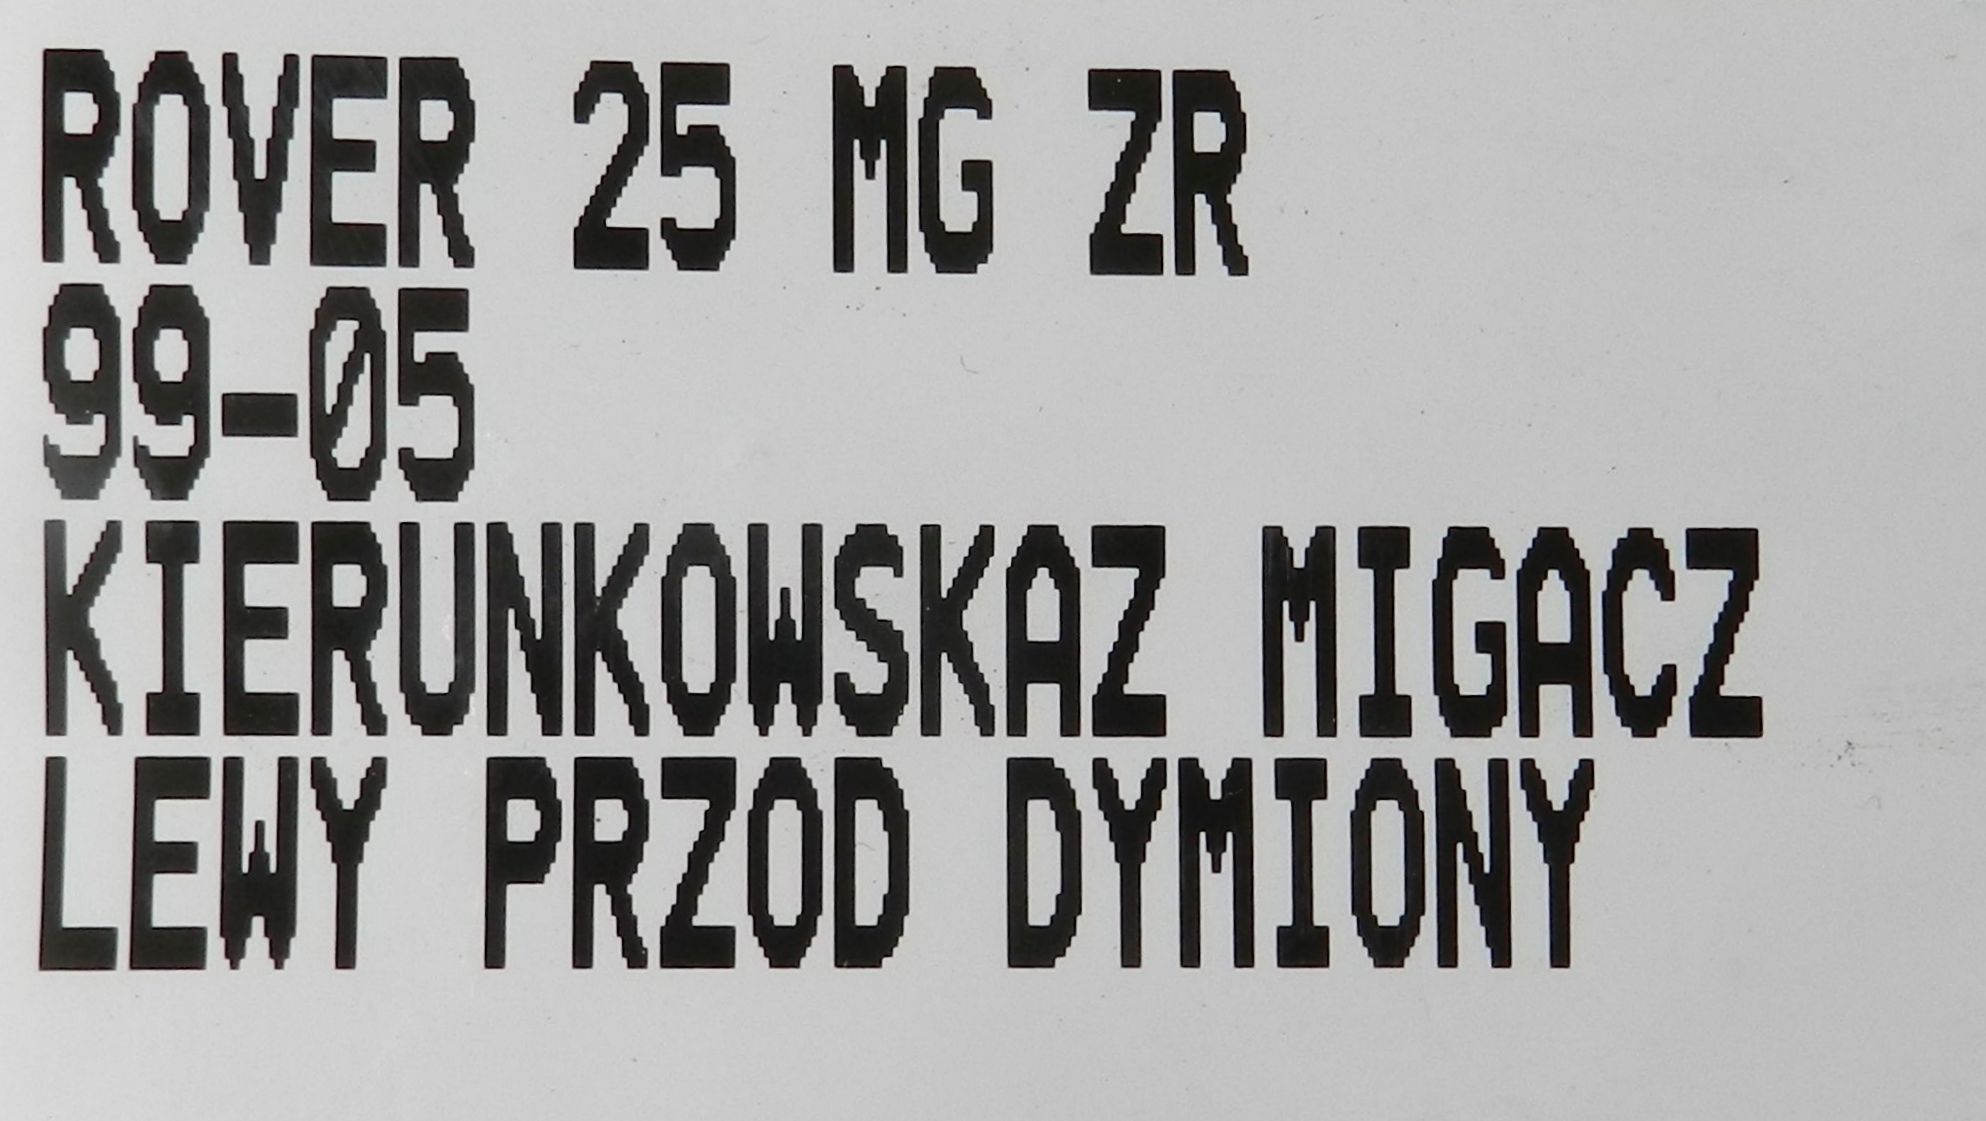 ROVER 25 MG ZR
99-05
KIERUNKOWSKAZ MIGACZ
LEWY PRZOD DYMIONY